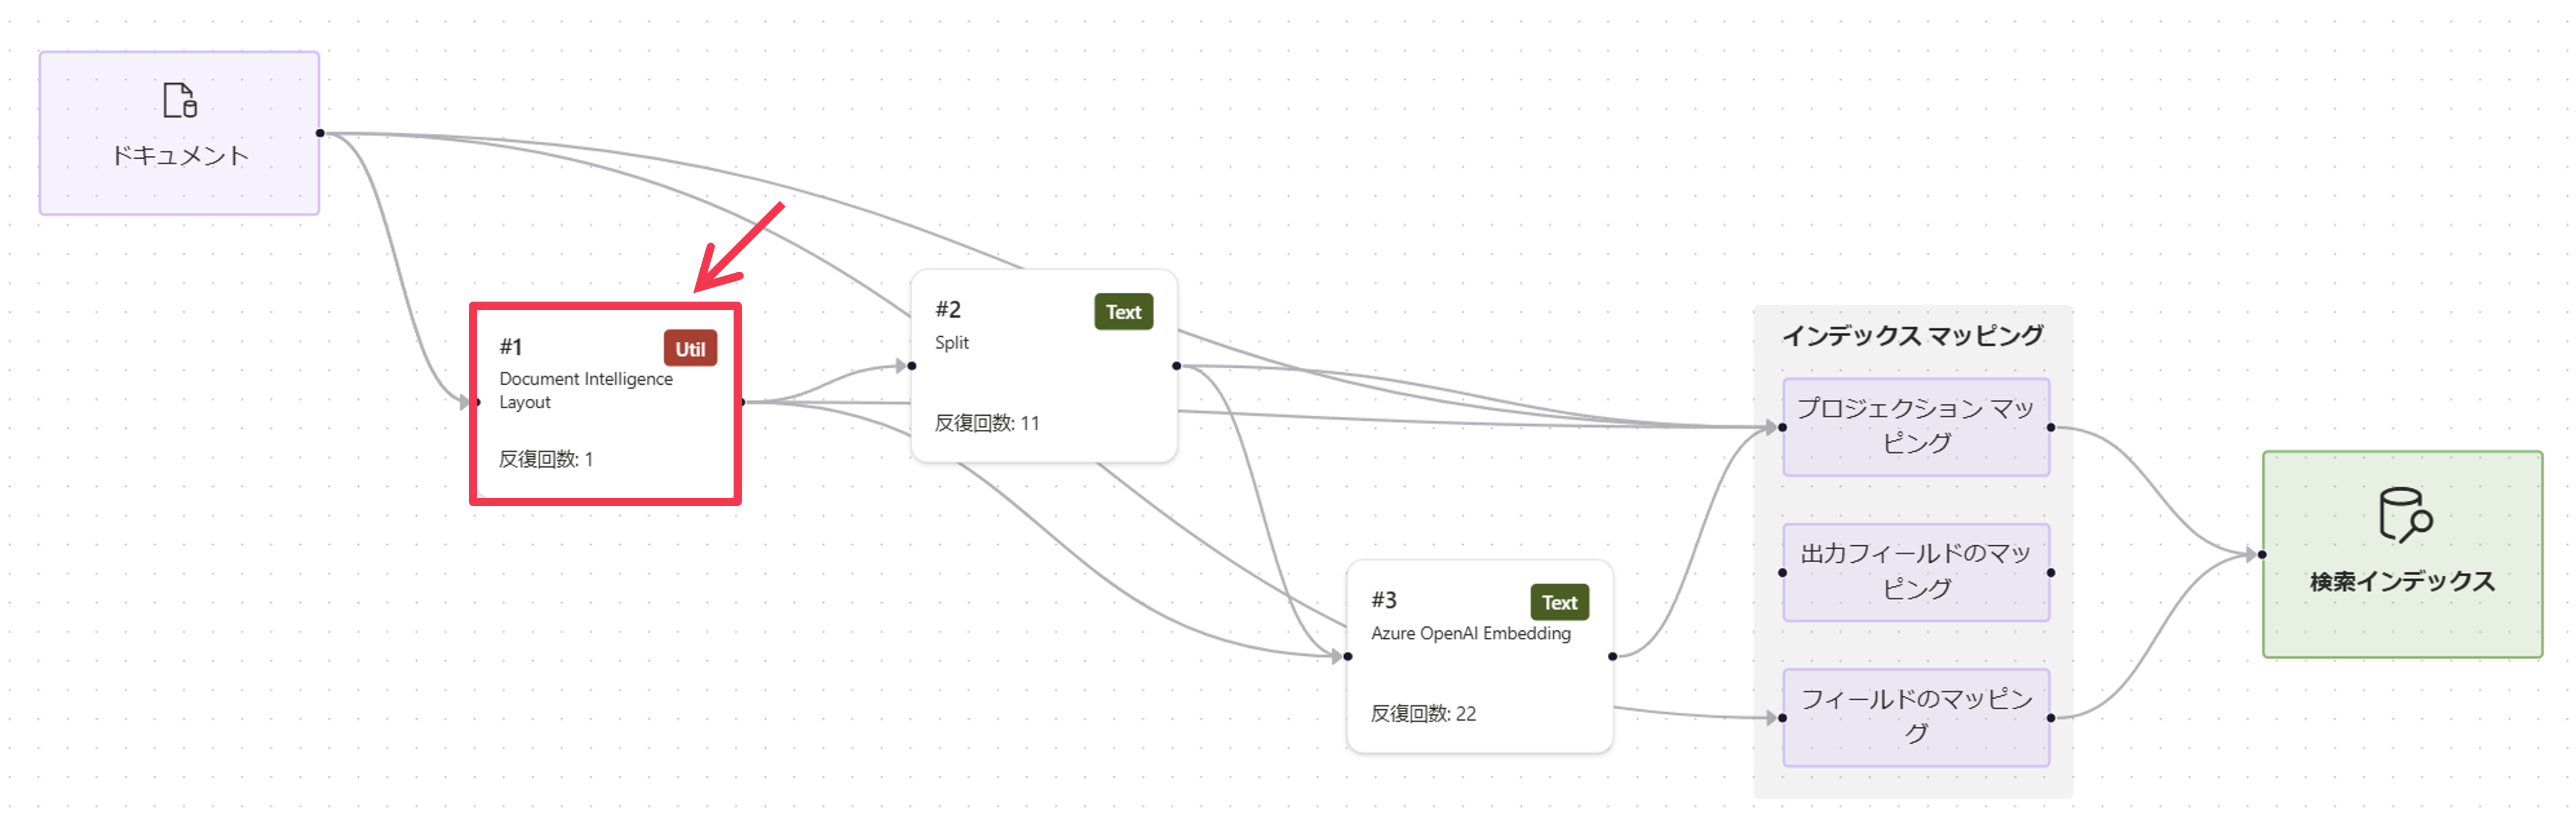 ドキュメント
#1
Util
Document Intelligence
Layout
反復回数: 1
#2
Text
Split
反復回数: 11
#3
Text
Azure OpenAI Embedding
反復回数: 22
インデックス マッピング
プロジェクション マッ
ピング
出力フィールドのマッ
ピング
フィールドのマッピン
グ
検索インデックス